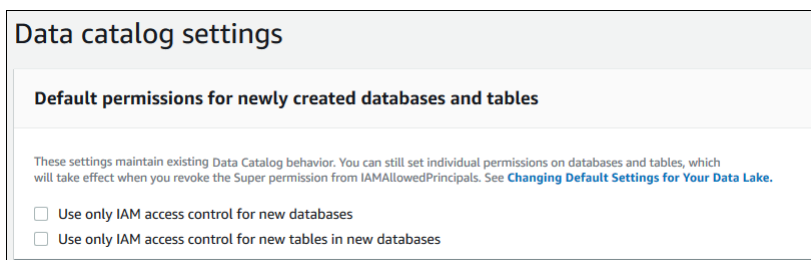 Data catalog settings
Default permissions for newly created databases and tables
These settings maintain existing Data Catalog behavior. You can still set individual permissions on databases and tables, which
will take effect when you revoke the Super permission from IAMAllowedPrincipals. See Changing Default Settings for Your Data Lake.
Use only IAM access control for new databases
Use only IAM access control for new tables in new databases